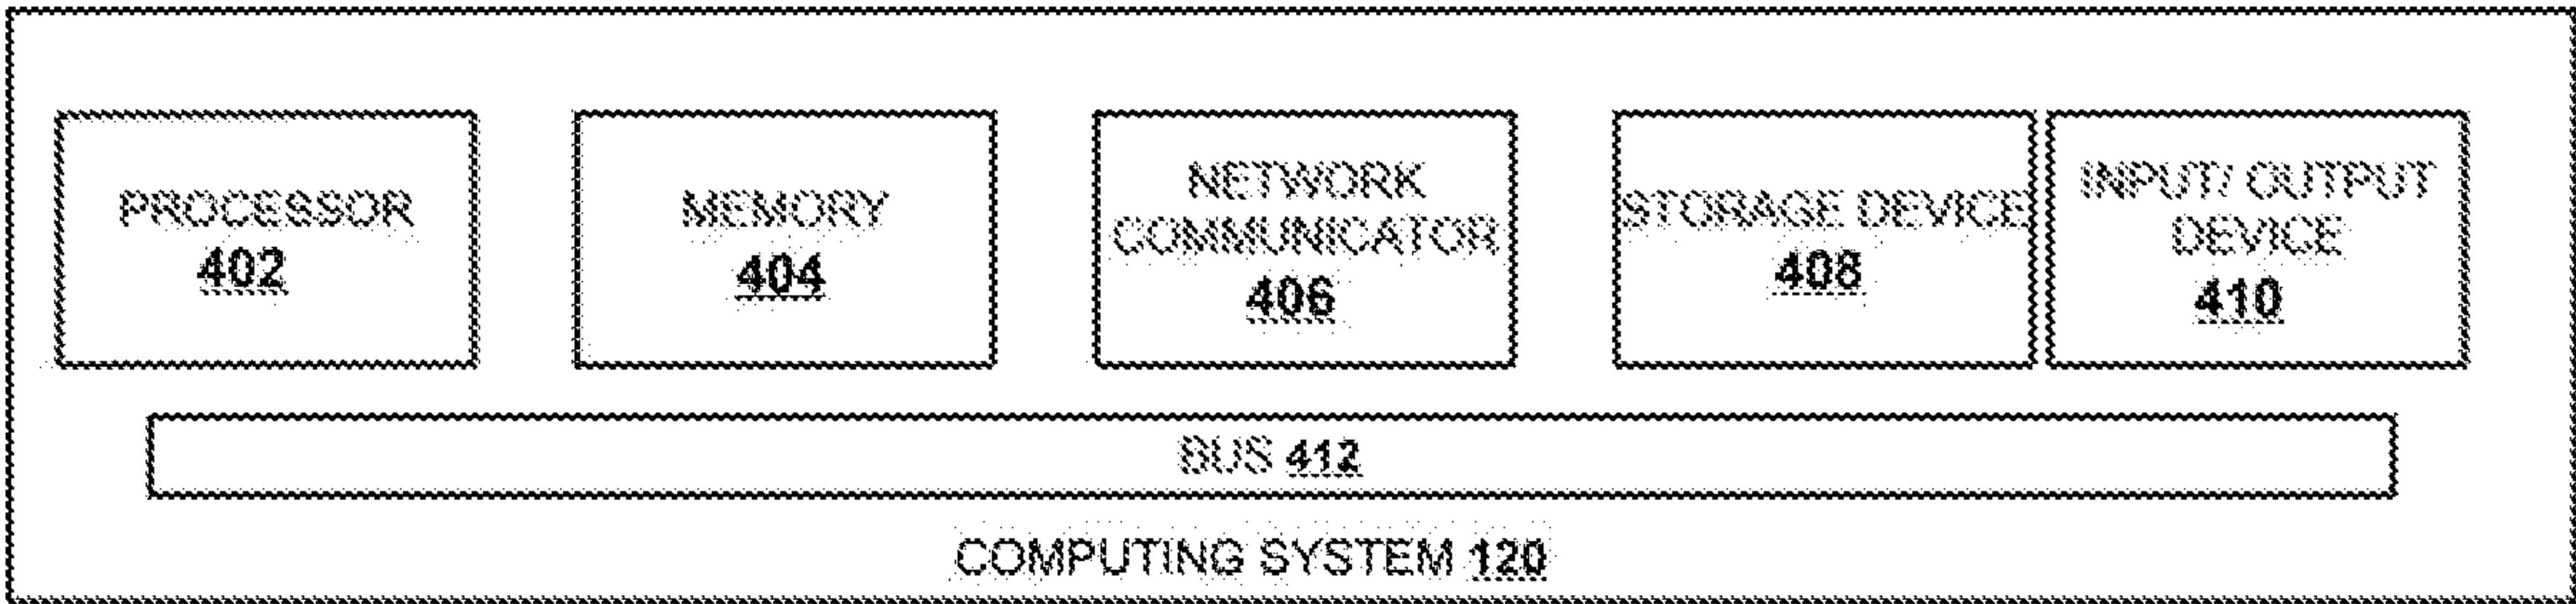 PROCESSOR
402
MEMORY
404
NETWORK
COMMUNICATOR
406
STORAGE DEVICE
408
INPUT/ OUTPUT
DEVICE
410
BUS 412
COMPUTING SYSTEM 120